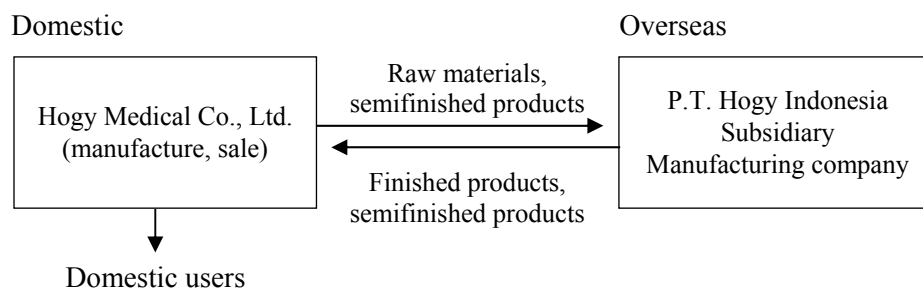 Domestic
Overseas
Hogy Medical Co., Ltd.
(manufacture, sale)
Raw materials,
semifinished products
Finished products,
semifinished products
P.T. Hogy Indonesia
Subsidiary
Manufacturing company
Domestic users